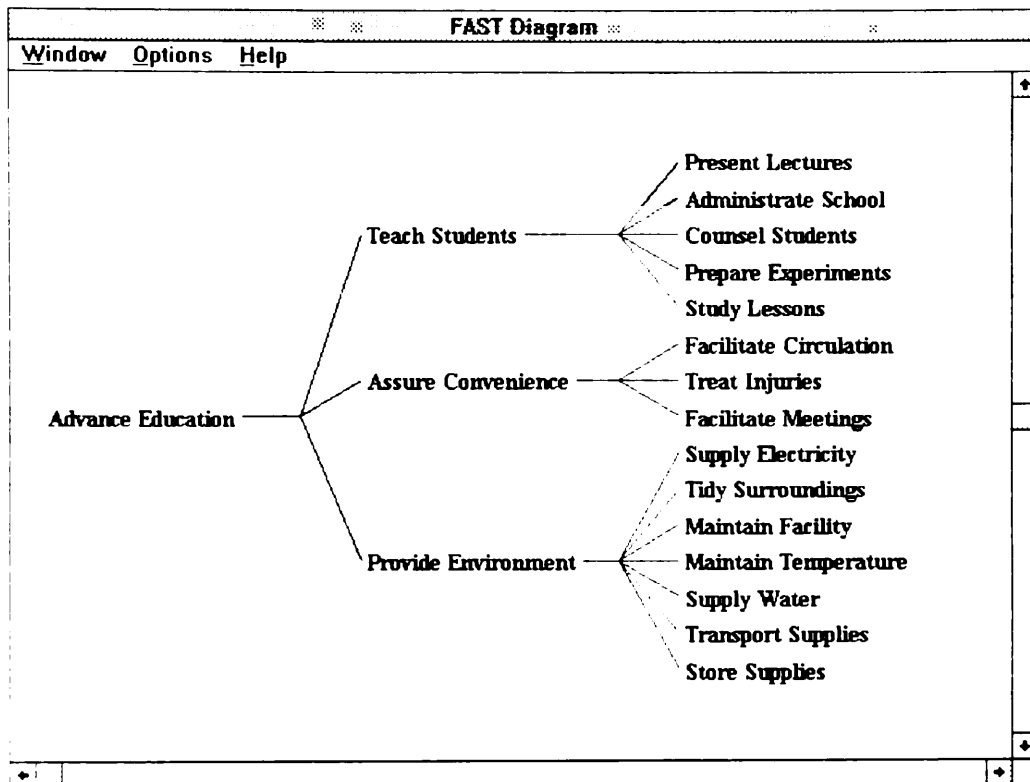 FAST Diagram
Window Options Help
Present Lectures
Administrate School
Teach Students
Counsel Students
Prepare Experiments
Study Lessons
Facilitate Circulation
Assure Convenience
Treat Injuries
Advance Education
Facilitate Meetings
Supply Electricity
Tidy Surroundings
Maintain Facility
Provide Environment
Maintain Temperature
Supply Water
Transport Supplies
Store Supplies